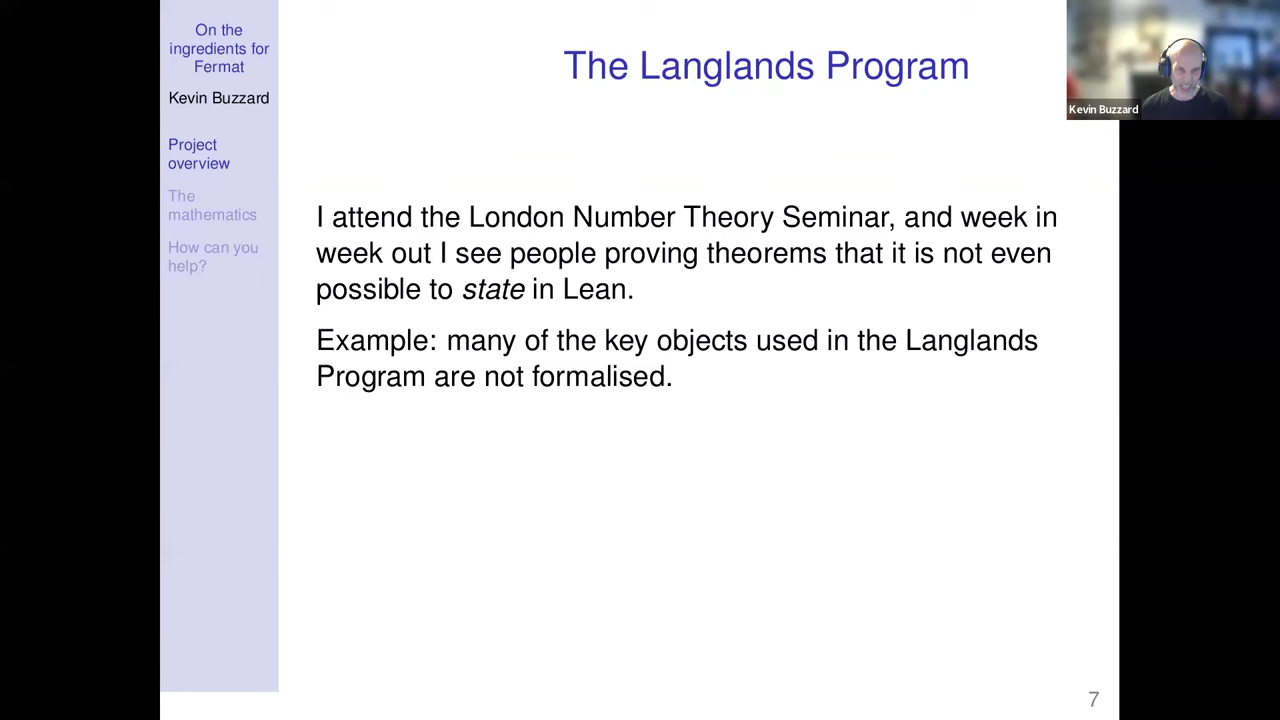 On the
ingredients for
Fermat
Kevin Buzzard
Project
overview
The
mathematics
How can you
help?
The Langlands Program
I attend the London Number Theory Seminar, and week in
week out I see people proving theorems that it is not even
possible to state in Lean.
Example: many of the key objects used in the Langlands
Program are not formalised.
7
Kevin Buzzard